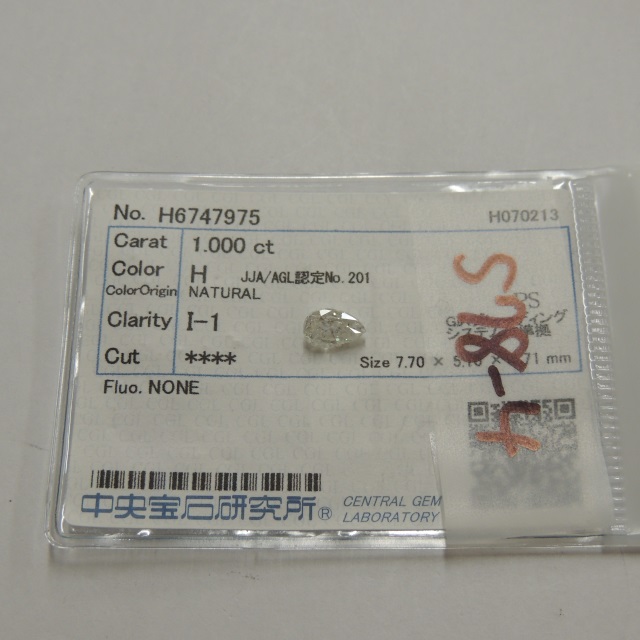 No. H6747975
H070213
Carat 1.000 ct
Color H JJA/AGL認定No.201
ColorOrigin NATURAL
Clarity I-1
Cut ****
Size 7.70 × 5. 71 mm
Fluo. NONE
中央宝石研究所®
CENTRAL GEM
LABORATORY